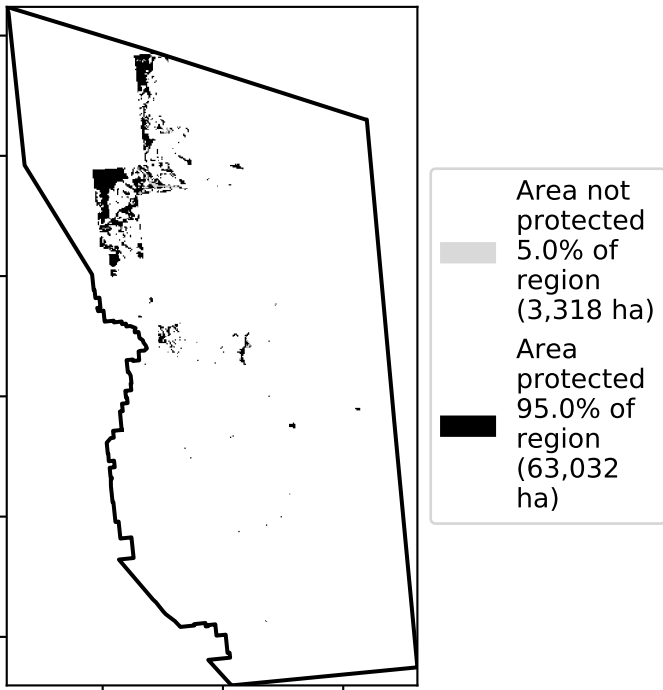 Area not
protected
5.0% of
region
(3,318 ha)
Area
protected
95.0% of
region
(63,032
ha)